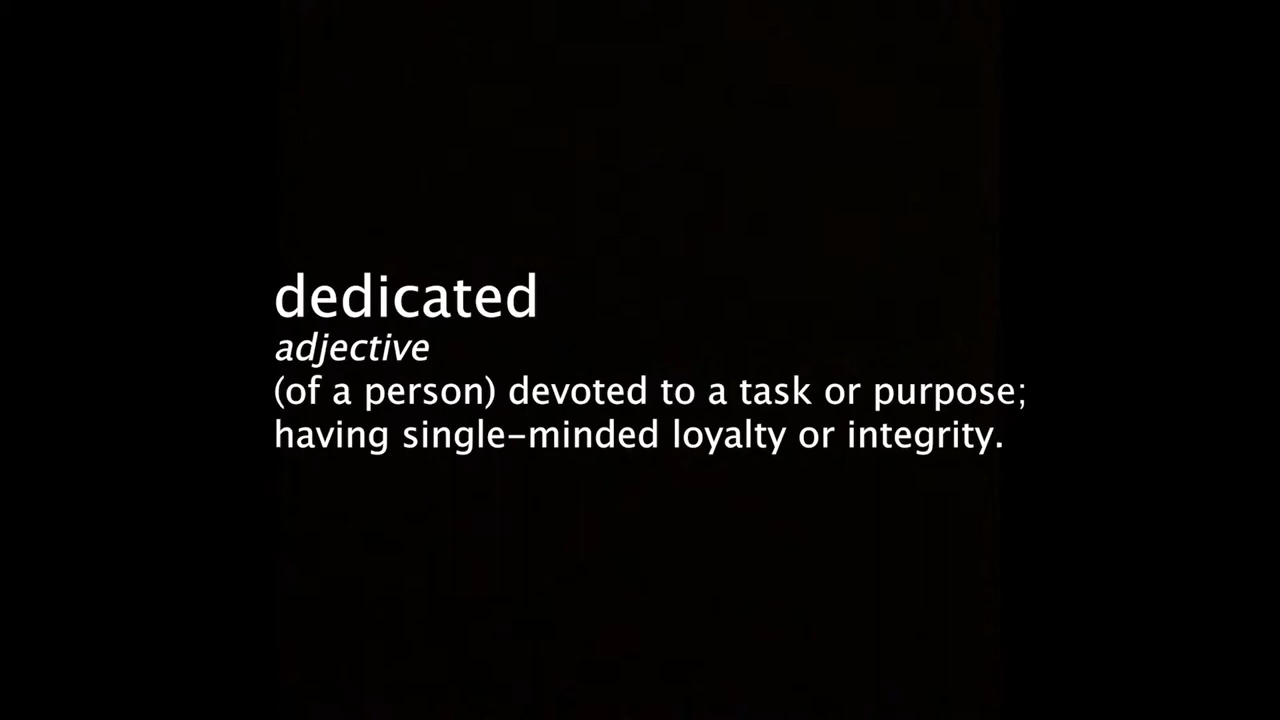 dedicated
adjective
(of a person) devoted to a task or purpose;
having single-minded loyalty or integrity.